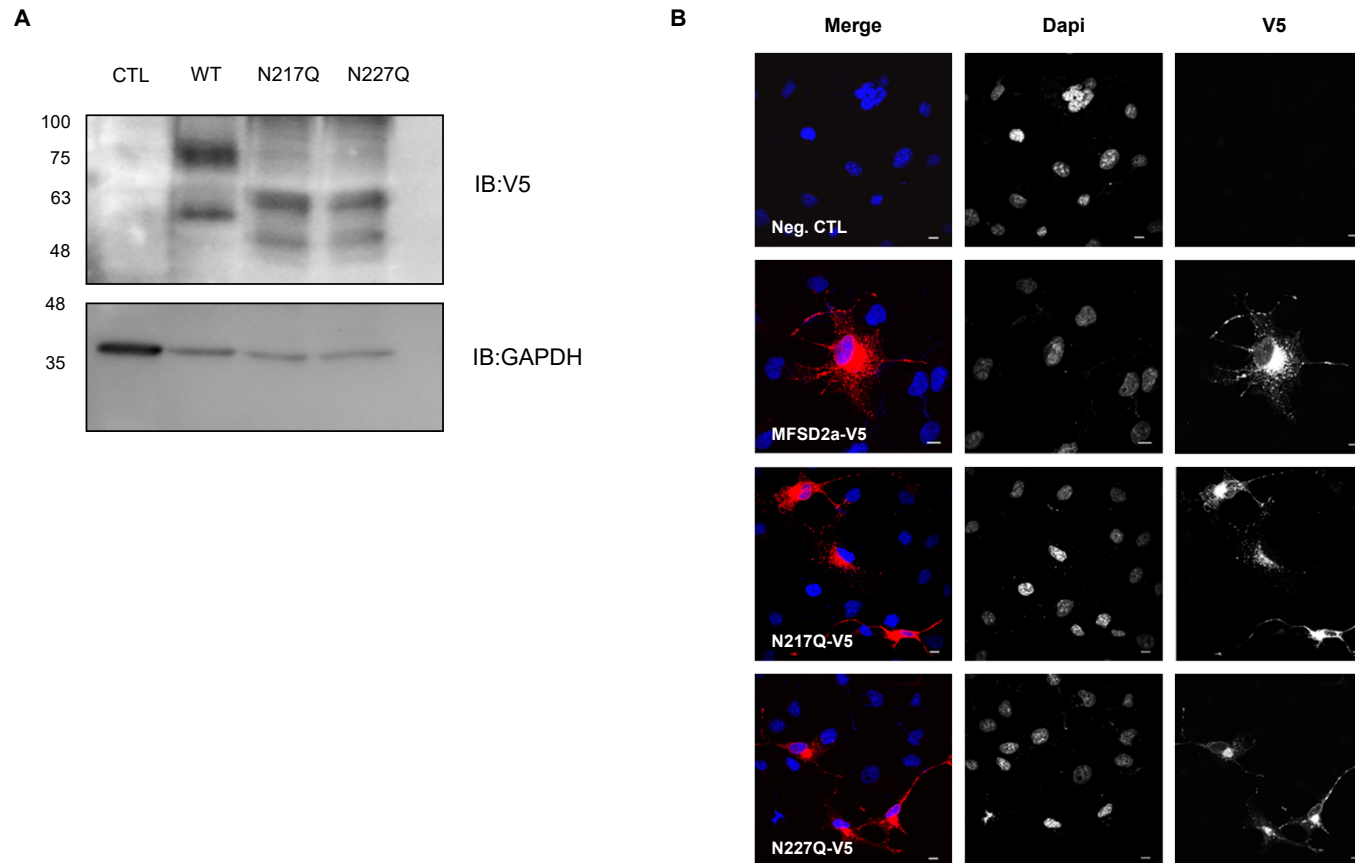 A
CTL WT N217Q N227Q
100
75
63
48
IB:V5
48
35
IB:GAPDH
B
Merge Dapi V5
Neg. CTL
MFSD2a-V5
N217Q-V5
N227Q-V5